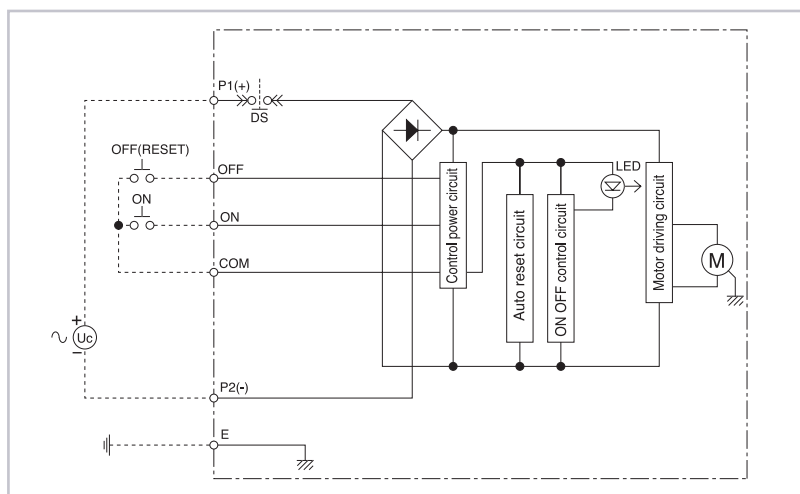 P1(+)
DS
OFF(RESET)
OFF
ON
ON
COM
Control power circuit
Auto reset circuit
ON OFF control circuit
LED
Motor driving circuit
M
+
Uc
−
P2(-)
E